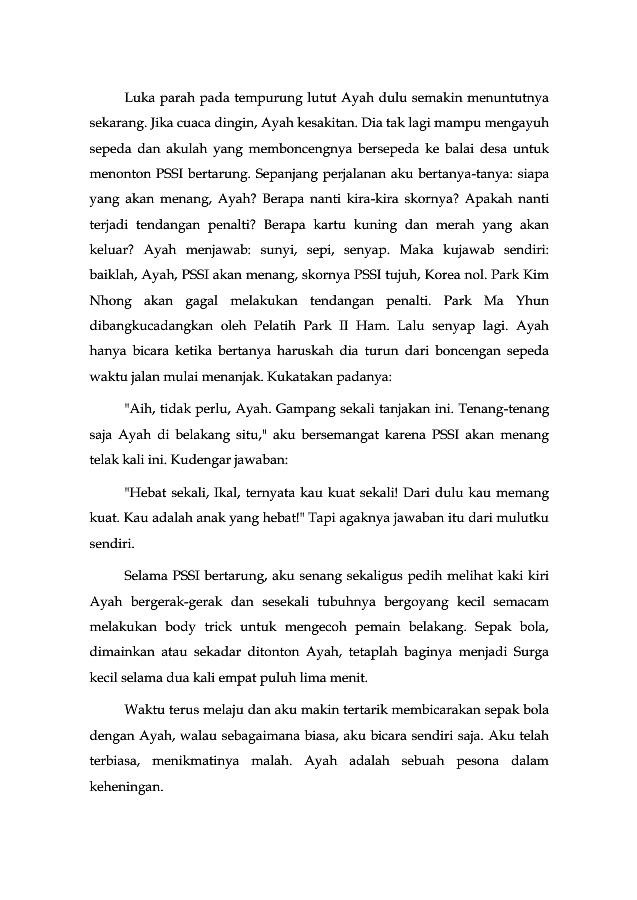 Luka parah pada tempurung lutut Ayah dulu semakin menuntutnya
sekarang. Jika cuaca dingin, Ayah kesakitan. Dia tak lagi mampu mengayuh
sepeda dan akulah yang memboncengnya bersepeda ke balai desa untuk
menonton PSSI bertarung. Sepanjang perjalanan aku bertanya-tanya: siapa
yang akan menang, Ayah? Berapa nanti kira-kira skornya? Apakah nanti
terjadi tendangan penalti? Berapa kartu kuning dan merah yang akan
keluar? Ayah menjawab: sunyi, sepi, senyap. Maka kujawab sendiri:
baiklah, Ayah, PSSI akan menang, skornya PSSI tujuh, Korea nol. Park Kim
Nhong akan gagal melakukan tendangan penalti. Park Ma Yhun
dibangkucadangkan oleh Pelatih Park II Ham. Lalu senyap lagi. Ayah
hanya bicara ketika bertanya haruskah dia turun dari boncengan sepeda
waktu jalan mulai menanjak. Kukatakan padanya:
"Aih, tidak perlu, Ayah. Gampang sekali tanjakan ini. Tenang-tenang
saja Ayah di belakang situ," aku bersemangat karena PSSI akan menang
telak kali ini. Kudengar jawaban:
"Hebat sekali, Ikal, ternyata kau kuat sekali! Dari dulu kau memang
kuat. Kau adalah anak yang hebat!" Tapi agaknya jawaban itu dari mulutku
sendiri.
Selama PSSI bertarung, aku senang sekaligus pedih melihat kaki kiri
Ayah bergerak-gerak dan sesekali tubuhnya bergoyang kecil semacam
melakukan body trick untuk mengecoh pemain belakang. Sepak bola,
dimainkan atau sekadar ditonton Ayah, tetaplah baginya menjadi Surga
kecil selama dua kali empat puluh lima menit.
Waktu terus melaju dan aku makin tertarik membicarakan sepak bola
dengan Ayah, walau sebagaimana biasa, aku bicara sendiri saja. Aku telah
terbiasa, menikmatinya malah. Ayah adalah sebuah pesona dalam
keheningan.